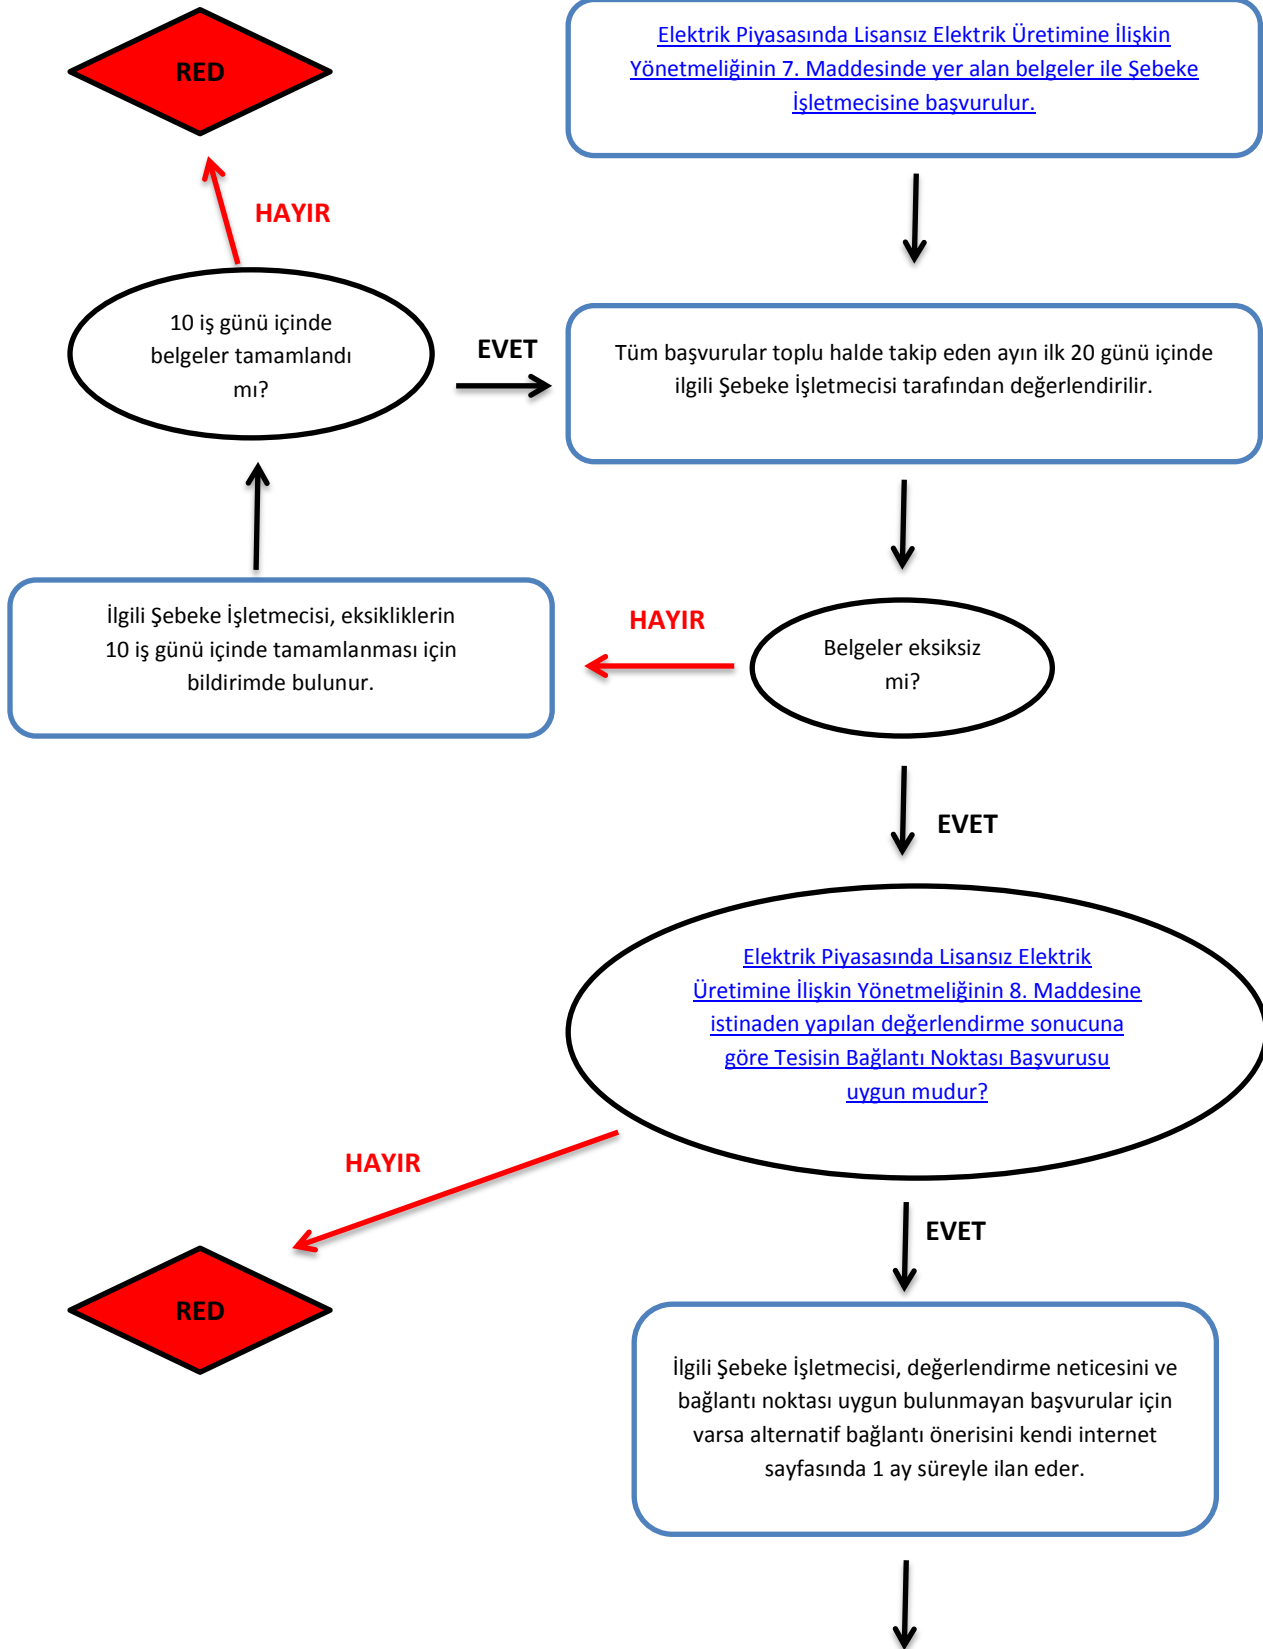 RED
Elektrik Piyasasında Lisansız Elektrik Üretimine İlişkin
Yönetmeliğinin 7. Maddesinde yer alan belgeler ile Şebeke
İşletmecisine başvurulur.
HAYIR
10 iş günü içinde
belgeler tamamlandı
mı?
EVET
Tüm başvurular toplu halde takip eden ayın ilk 20 günü içinde
ilgili Şebeke İşletmecisi tarafından değerlendirilir.
İlgili Şebeke İşletmecisi, eksikliklerin
10 iş günü içinde tamamlanması için
bildirimde bulunur.
HAYIR
Belgeler eksiksiz
mi?
EVET
Elektrik Piyasasında Lisansız Elektrik
Üretimine İlişkin Yönetmeliğinin 8. Maddesine
istinaden yapılan değerlendirme sonucuna
göre Tesisin Bağlantı Noktası Başvurusu
uygun mudur?
HAYIR
RED
EVET
İlgili Şebeke İşletmecisi, değerlendirme neticesini ve
bağlantı noktası uygun bulunmayan başvurular için
varsa alternatif bağlantı önerisini kendi internet
sayfasında 1 ay süreyle ilan eder.